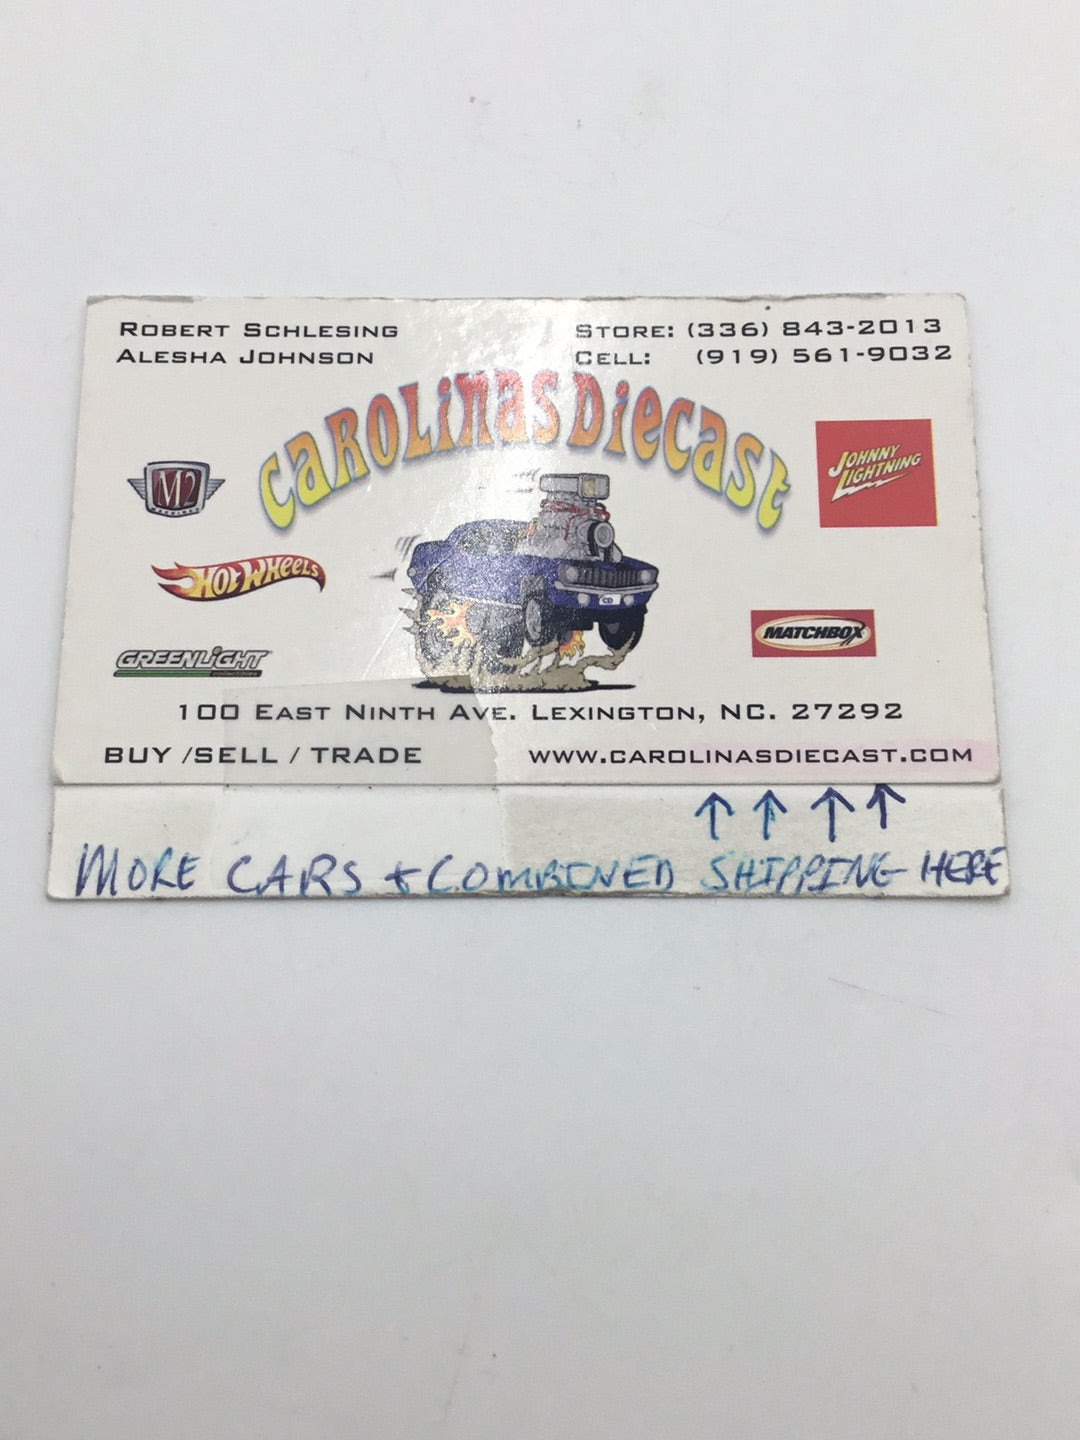 ROBERT SCHLESING
ALESHA JOHNSON
STORE: (336) 843-2013
CELL: (919) 561-9032
CAROLINAS DIECAST
M2
MACHINES
JOHNNY
LIGHTNING
HOT WHEELS
MATCHBOX
GREENLIGHT
100 EAST NINTH AVE. LEXINGTON, NC. 27292
BUY /SELL / TRADE
WWW.CAROLINASDIECAST.COM
MORE CARS + COMBINED SHIPPING HERE